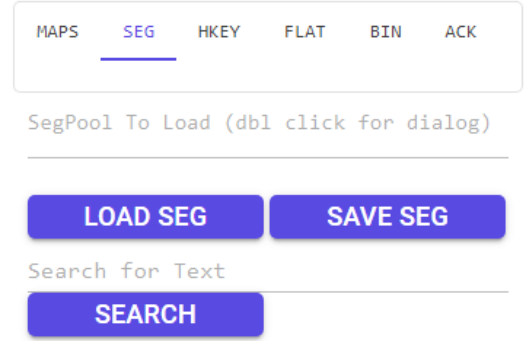 MAPS SEG HKEY FLAT BIN ACK
SegPool To Load (dbl click for dialog)
LOAD SEG SAVE SEG
Search for Text
SEARCH